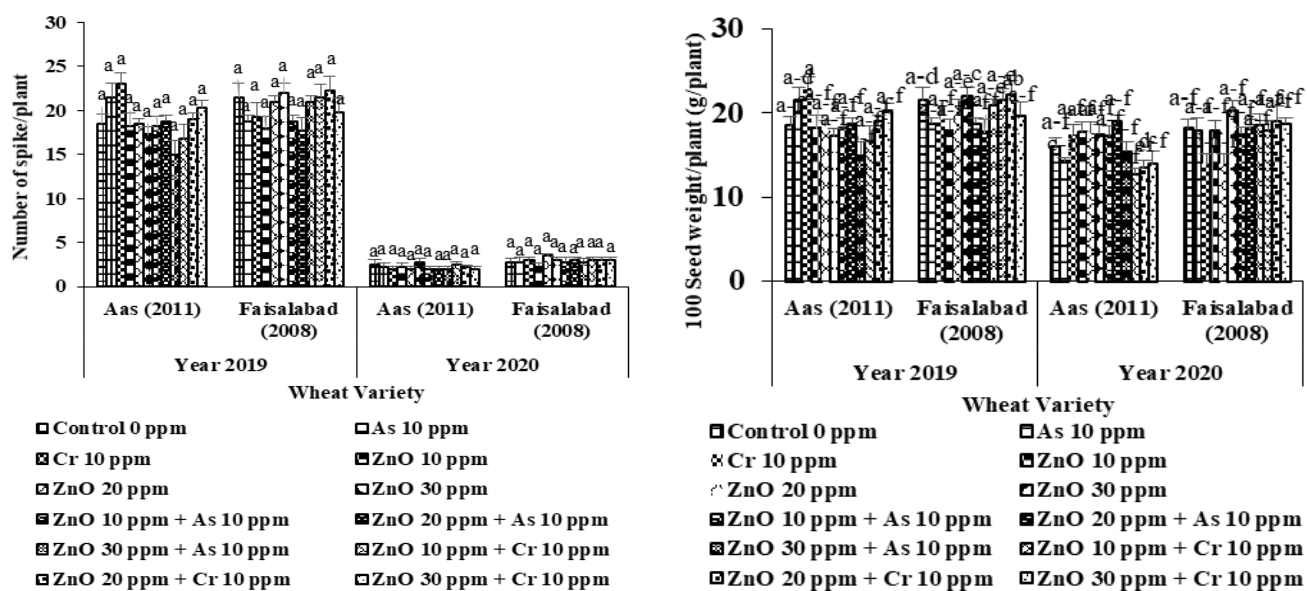 Number of spike/plant
30
25
20
15
10
5
0
a a a a a a a a a a a a
a a a a a a a a a a a a
a a a a a a a a a a a a
a a a a a a a a a a a a
Aas (2011)
Faisalabad
(2008)
Aas (2011)
Faisalabad
(2008)
Year 2019
Year 2020
Wheat Variety
Control 0 ppm
As 10 ppm
Cr 10 ppm
ZnO 10 ppm
ZnO 20 ppm
ZnO 30 ppm
ZnO 10 ppm + As 10 ppm
ZnO 20 ppm + As 10 ppm
ZnO 30 ppm + As 10 ppm
ZnO 10 ppm + Cr 10 ppm
ZnO 20 ppm + Cr 10 ppm
ZnO 30 ppm + Cr 10 ppm
100 Seed weight/plant (g/plant)
30
20
10
0
a-f
a-d
a
a-d
a-f
a-e
a-c
ab
a-f
a-f
a-f
a-f
Aas (2011)
Faisalabad
(2008)
Aas (2011)
Faisalabad
(2008)
Year 2019
Year 2020
Wheat Variety
Control 0 ppm
As 10 ppm
Cr 10 ppm
ZnO 10 ppm
ZnO 20 ppm
ZnO 30 ppm
ZnO 10 ppm + As 10 ppm
ZnO 20 ppm + As 10 ppm
ZnO 30 ppm + As 10 ppm
ZnO 10 ppm + Cr 10 ppm
ZnO 20 ppm + Cr 10 ppm
ZnO 30 ppm + Cr 10 ppm